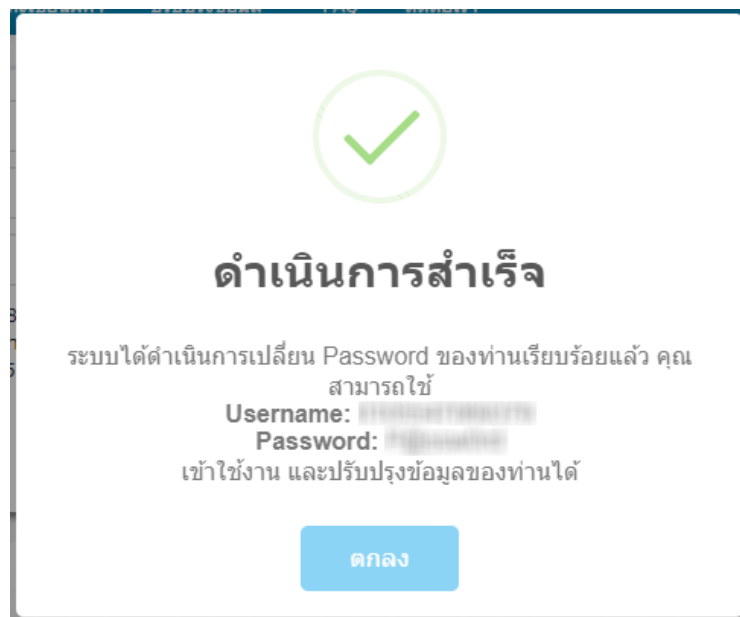 FAQ
ดำเนินการสำเร็จ
ระบบได้ดำเนินการเปลี่ยน Password ของท่านเรียบร้อยแล้ว คุณ
สามารถใช้
Username:
Password:
เข้าใช้งาน และปรับปรุงข้อมูลของท่านได้
ตกลง